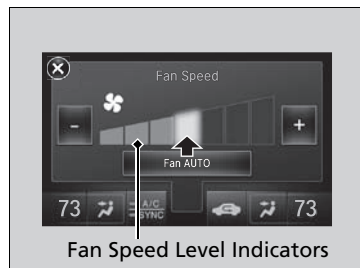 Fan Speed
-
+
Fan AUTO
73 A/C SYNC 73
Fan Speed Level Indicators